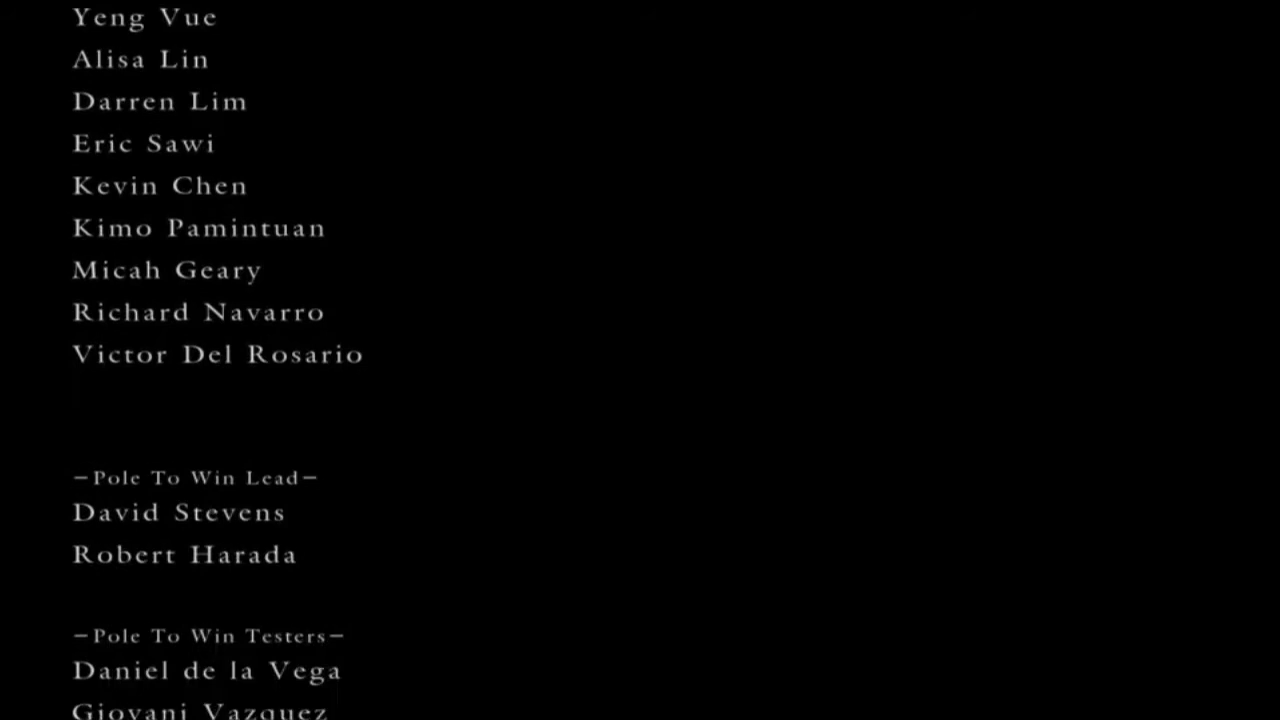 Yeng Vue
Alisa Lin
Darren Lim
Eric Sawi
Kevin Chen
Kimo Pamintuan
Micah Geary
Richard Navarro
Victor Del Rosario
—Pole To Win Lead—
David Stevens
Robert Harada
—Pole To Win Testers—
Daniel de la Vega
Giovani Vazquez